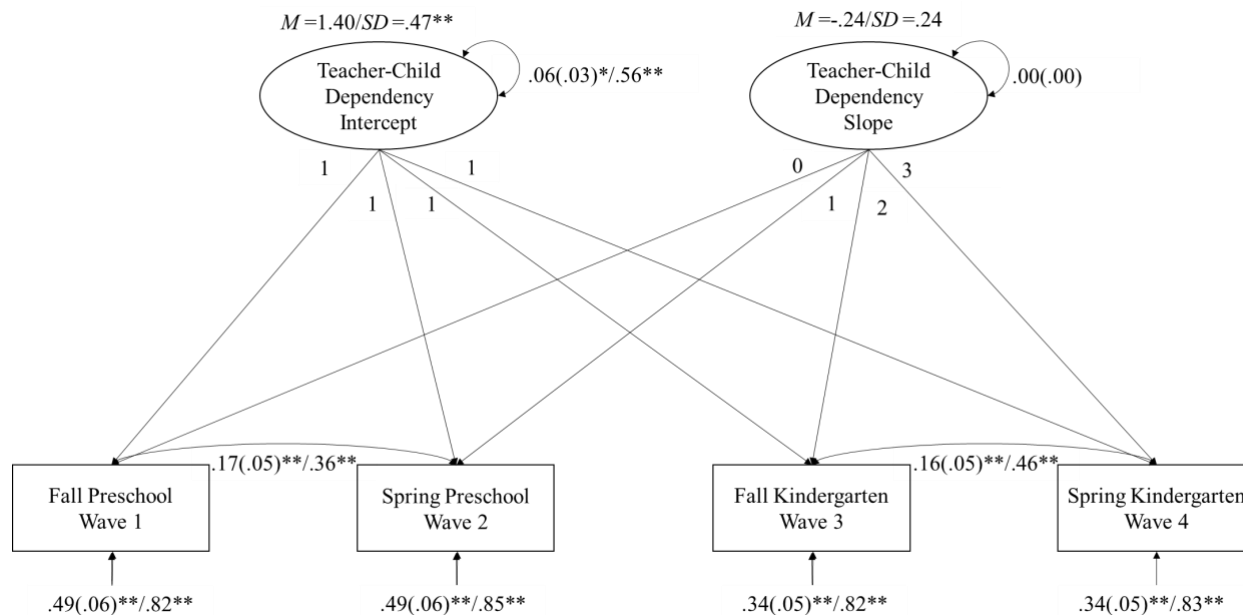 M =1.40/SD =.47**
M=-.24/SD =.24
Teacher-Child
Dependency
Intercept
.06(.03)*/.56**
Teacher-Child
Dependency
Slope
.00(.00)
1
1
1
1
0
1
2
3
.17(.05)**/.36**
.16(.05)**/.46**
Fall Preschool
Wave 1
Spring Preschool
Wave 2
Fall Kindergarten
Wave 3
Spring Kindergarten
Wave 4
.49(.06)**/.82**
.49(.06)**/.85**
.34(.05)**/.82**
.34(.05)**/.83**